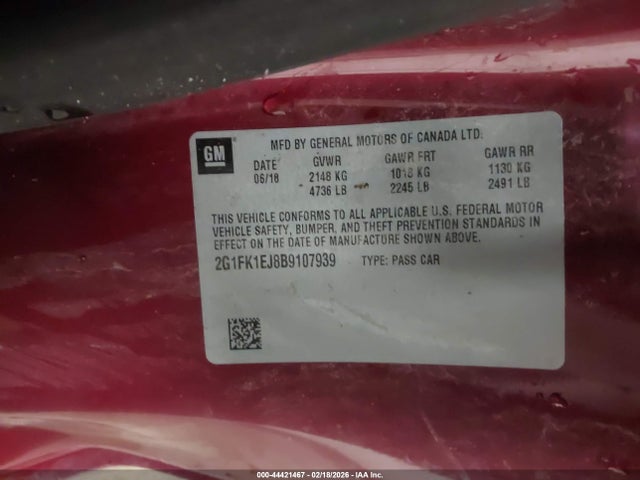 GM
MFD BY GENERAL MOTORS OF CANADA LTD.
DATE GVWR GAWR FRT GAWR RR
06/10 2148 KG 1018 KG 1130 KG
4736 LB 2245 LB 2491 LB
THIS VEHICLE CONFORMS TO ALL APPLICABLE U.S. FEDERAL MOTOR
VEHICLE SAFETY, BUMPER, AND THEFT PREVENTION STANDARDS IN
EFFECT ON THE DATE OF MANUFACTURE SHOWN ABOVE.
2G1FK1EJ8B9107939 TYPE: PASS CAR
000-44421467 - 02/18/2026 - IAA Inc.